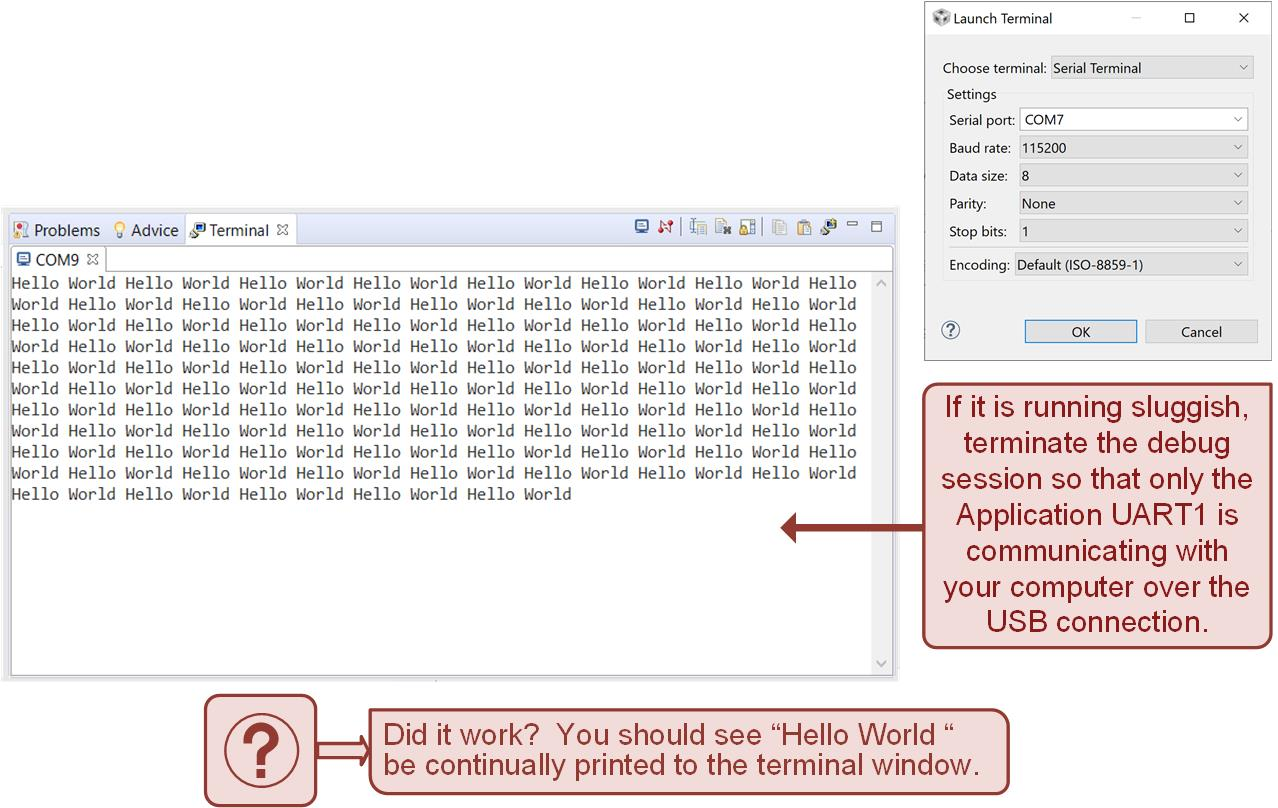 Launch Terminal
Choose terminal: Serial Terminal
Settings
Serial port: COM7
Baud rate: 115200
Data size: 8
Parity: None
Stop bits: 1
Encoding: Default (ISO-8859-1)
?
OK Cancel
Problems Advice Terminal
COM9
Hello World Hello World Hello World Hello World Hello World Hello World Hello World Hello
World Hello World Hello World Hello World Hello World Hello World Hello World Hello World
Hello World Hello World Hello World Hello World Hello World Hello World Hello World Hello
World Hello World Hello World Hello World Hello World Hello World Hello World Hello World
Hello World Hello World Hello World Hello World Hello World Hello World Hello World Hello
World Hello World Hello World Hello World Hello World Hello World Hello World Hello World
Hello World Hello World Hello World Hello World Hello World Hello World Hello World Hello
World Hello World Hello World Hello World Hello World Hello World Hello World Hello World
Hello World Hello World Hello World Hello World Hello World Hello World Hello World Hello
World Hello World Hello World Hello World Hello World Hello World Hello World Hello World
Hello World Hello World Hello World Hello World Hello World
If it is running sluggish,
terminate the debug
session so that only the
Application UART1 is
communicating with
your computer over the
USB connection.
?
Did it work?  You should see “Hello World “
be continually printed to the terminal window.